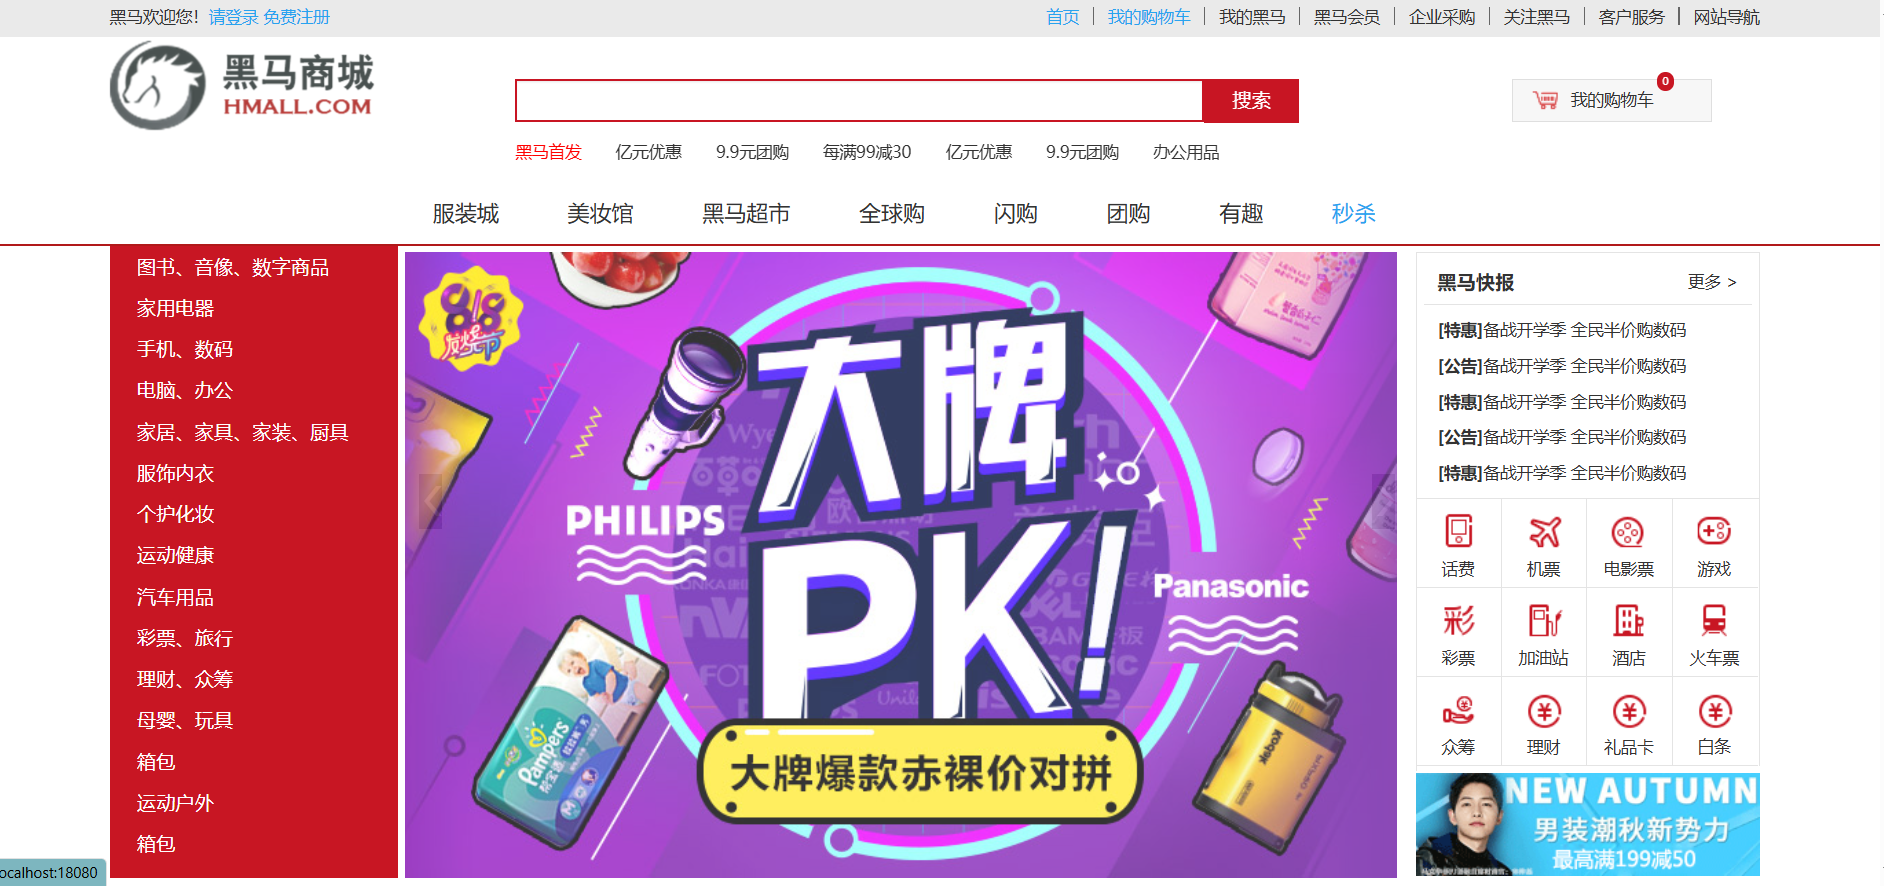 黑马欢迎您！请登录 免费注册
首页 我的购物车 我的黑马 黑马会员 企业采购 关注黑马 客户服务 网站导航
黑马商城
HMALL.COM
搜索
我的购物车 0
黑马首发 亿元优惠 9.9元团购 每满99减30 亿元优惠 9.9元团购 办公用品
服装城 美妆馆 黑马超市 全球购 闪购 团购 有趣 秒杀
图书、音像、数字商品
家用电器
手机、数码
电脑、办公
家居、家具、家装、厨具
服饰内衣
个护化妆
运动健康
汽车用品
彩票、旅行
理财、众筹
母婴、玩具
箱包
运动户外
箱包
818
发烧节
大牌
PK!
PHILIPS
Panasonic
Pampers
Kodak
大牌爆款赤裸价对拼
黑马快报 更多 >
[特惠]备战开学季 全民半价购数码
[公告]备战开学季 全民半价购数码
[特惠]备战开学季 全民半价购数码
[公告]备战开学季 全民半价购数码
[特惠]备战开学季 全民半价购数码
话费 机票 电影票 游戏
彩票 加油站 酒店 火车票
众筹 理财 礼品卡 白条
NEW AUTUMN
男装潮秋新势力
最高满199减50
ocalhost:18080